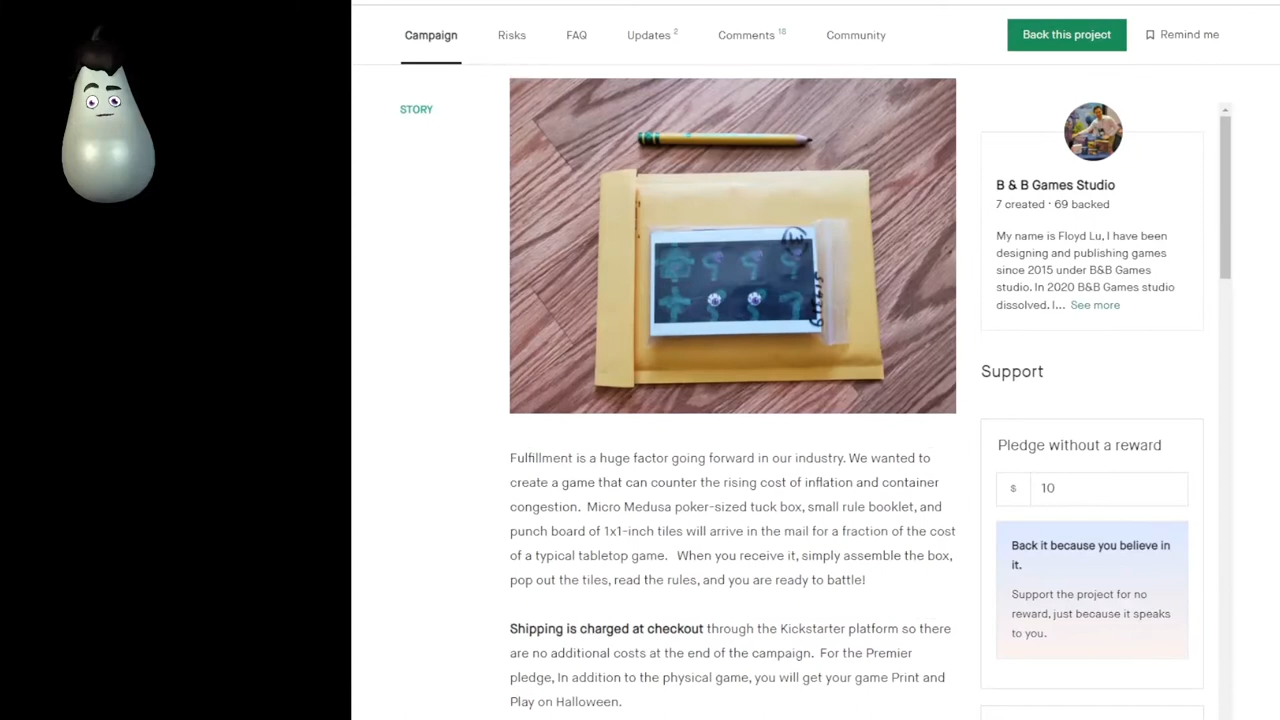 Campaign
Risks
FAQ
Updates 2
Comments 18
Community
Back this project
Remind me
STORY
B & B Games Studio
7 created · 69 backed
My name is Floyd Lu, I have been
designing and publishing games
since 2015 under B&B Games
studio. In 2020 B&B Games studio
dissolved. I... See more
Support
Pledge without a reward
$ 10
Back it because you believe in
it.
Support the project for no
reward, just because it speaks
to you.
Fulfillment is a huge factor going forward in our industry. We wanted to
create a game that can counter the rising cost of inflation and container
congestion. Micro Medusa poker-sized tuck box, small rule booklet, and
punch board of 1x1-inch tiles will arrive in the mail for a fraction of the cost
of a typical tabletop game. When you receive it, simply assemble the box,
pop out the tiles, read the rules, and you are ready to battle!
Shipping is charged at checkout through the Kickstarter platform so there
are no additional costs at the end of the campaign. For the Premier
pledge, In addition to the physical game, you will get your game Print and
Play on Halloween.